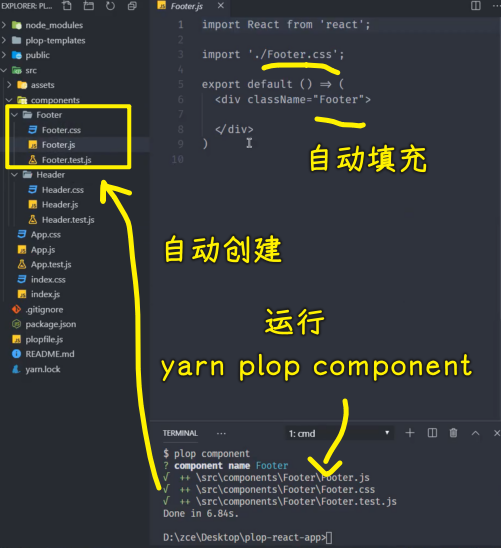 EXPLORER: PL...
node_modules
plop-templates
public
src
assets
components
Footer
Footer.css
Footer.js
Footer.test.js
Header
Header.css
Header.js
Header.test.js
App.css
App.js
App.test.js
index.css
index.js
.gitignore
package.json
plopfile.js
README.md
yarn.lock
Footer.js
1 import React from 'react';
2
3 import './Footer.css';
4
5 export default () => (
6 <div className="Footer">
7
8 </div>
9 )
10
自动填充
自动创建
运行
yarn plop component
TERMINAL ... 1: cmd
$ plop component
? component name Footer
√ ++ \src\components\Footer\Footer.js
√ ++ \src\components\Footer\Footer.css
√ ++ \src\components\Footer\Footer.test.js
Done in 6.84s.
D:\zce\Desktop\plop-react-app>